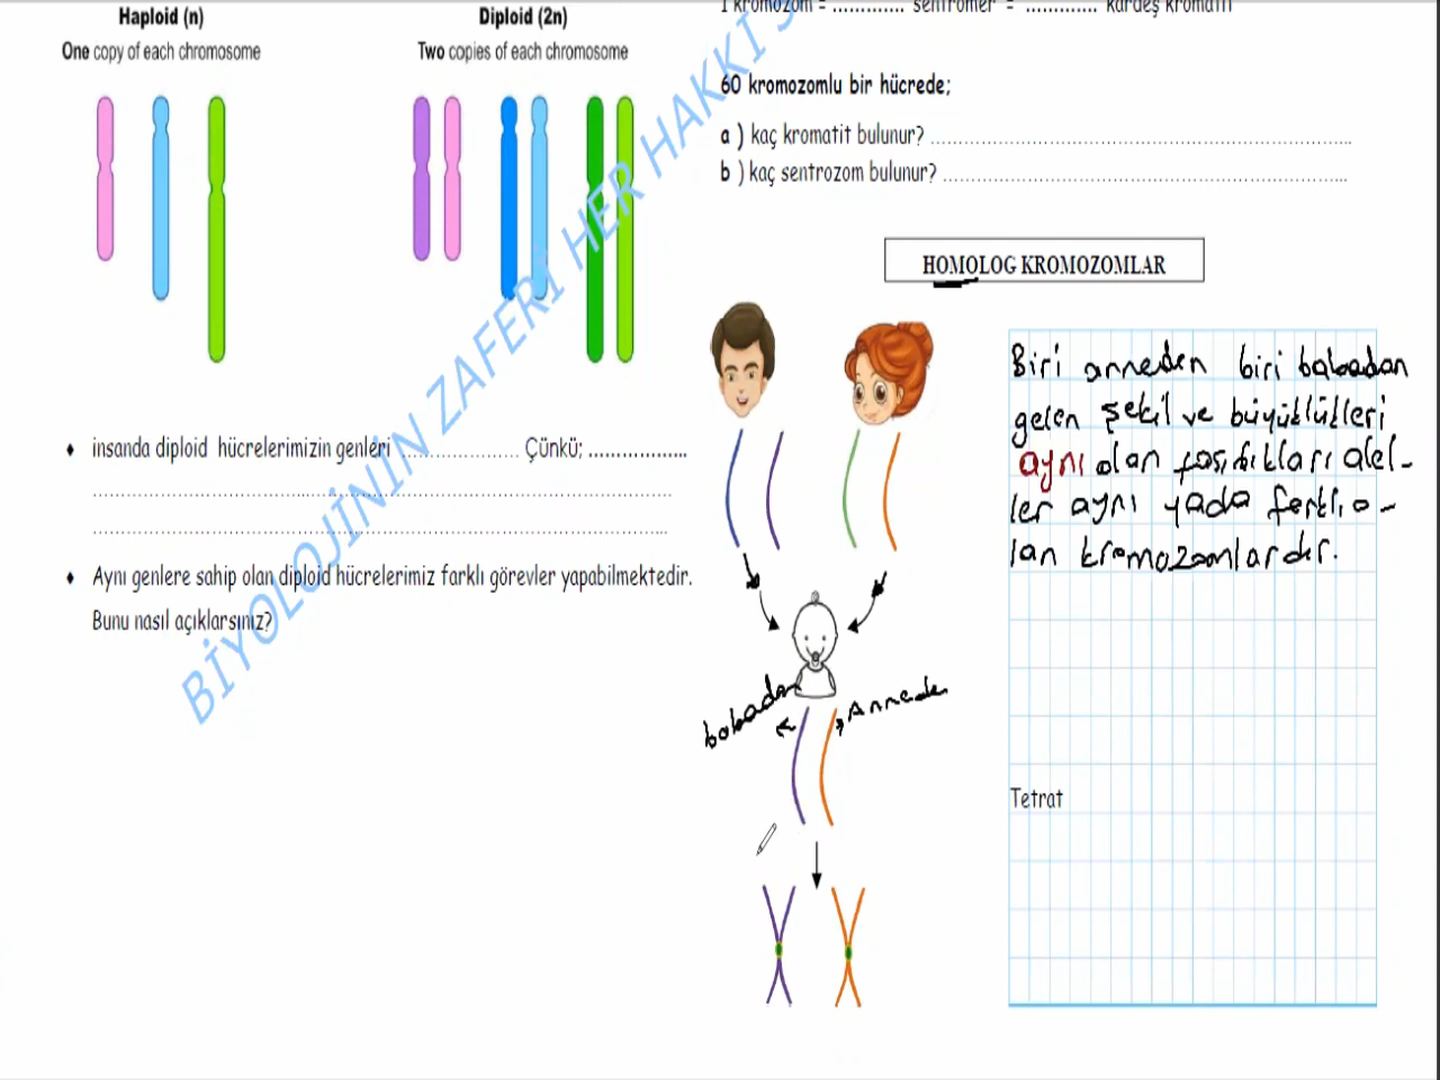 Haploid (n)
One copy of each chromosome
Diploid (2n)
Two copies of each chromosome
• insanda diploid hücrelerimizin genleri .................... Çünkü; ..................
• Aynı genlere sahip olan diploid hücrelerimiz farklı görevler yapabilmektedir.
Bunu nasıl açıklarsınız?
1 kromozom = ............. sentromer = ............. kardeş kromatit
60 kromozomlu bir hücrede;
a ) kaç kromatit bulunur? ..............................
b ) kaç sentrozom bulunur? ..............................
HOMOLOG KROMOZOMLAR
Biri anneden biri babadan
gelen şekil ve büyüklükleri
aynı olan taşıdıkları alel-
ler aynı yada farklı o-
lan kromozomlardır.
babadan
Annede
Tetrat
BİYOLOJİNİN ZAFERİ HER HAKKI